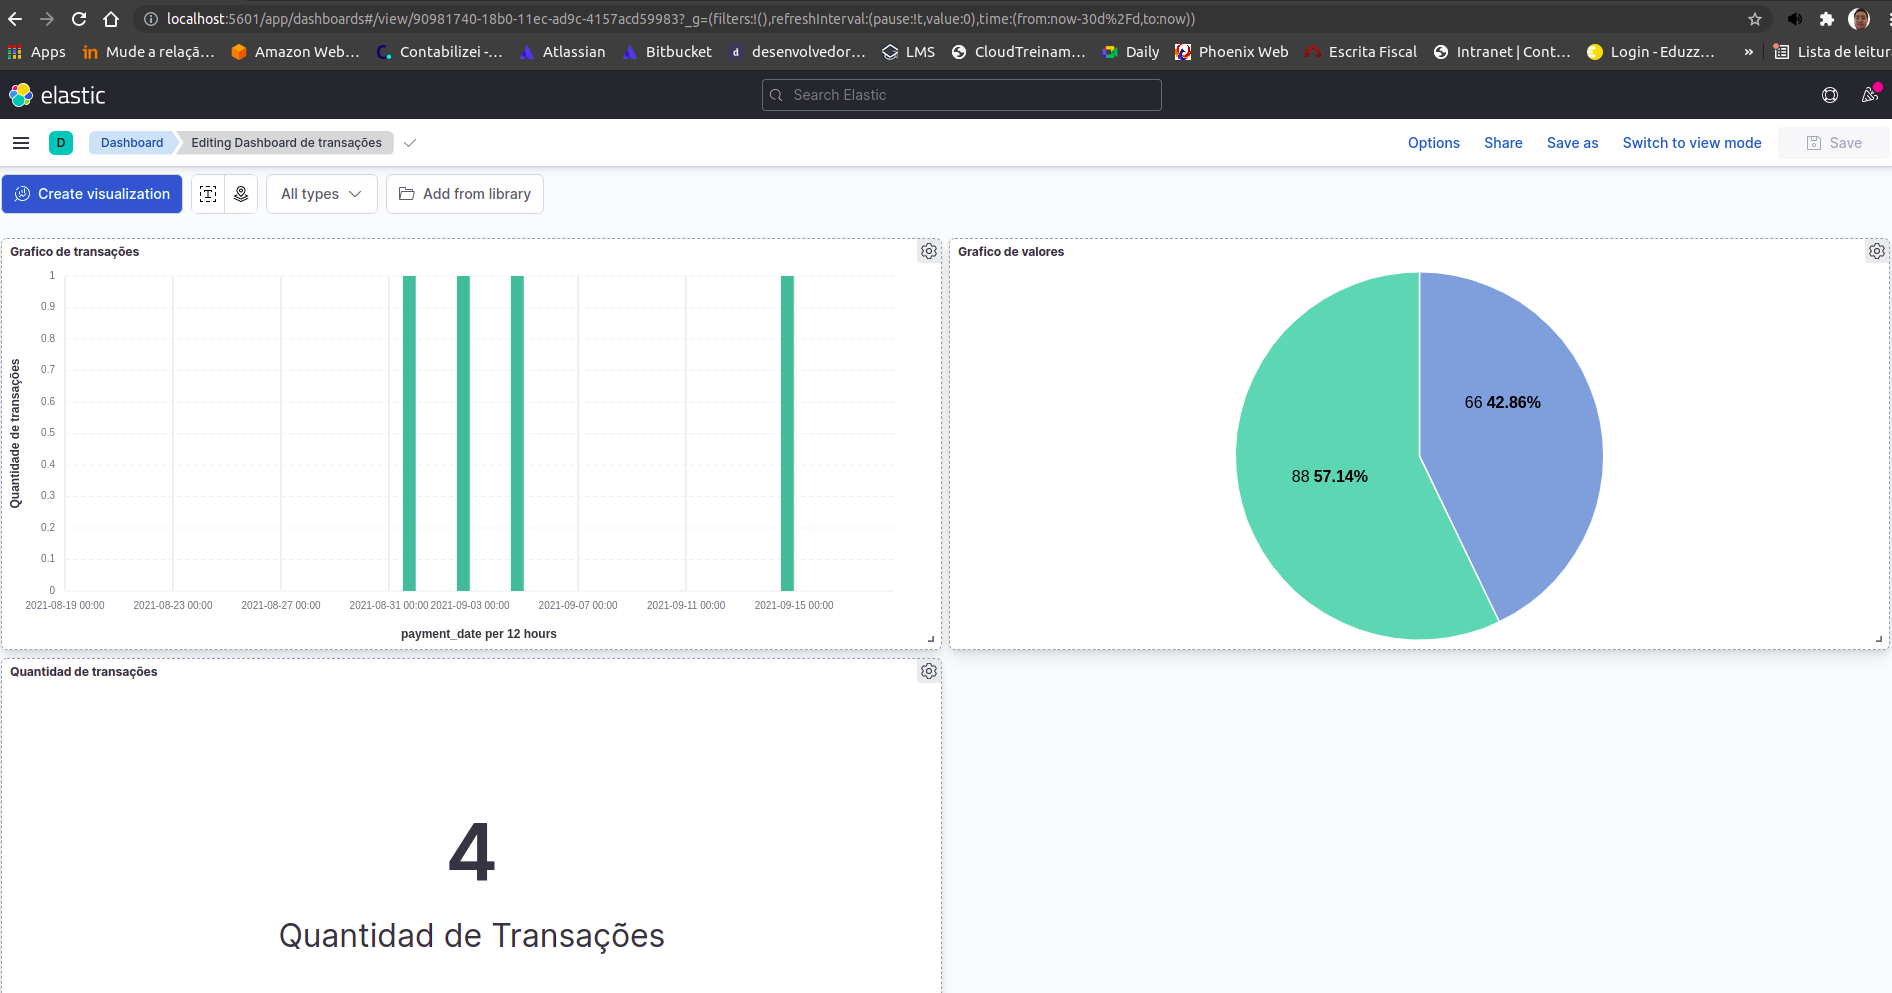 localhost:5601/app/dashboards#/view/90981740-18b0-11ec-ad9c-4157acd59983?_g=(filters:!(),refreshInterval:(pause:!t,value:0),time:(from:now-30d%2Fd,to:now))
Apps Mude a relaçã... Amazon Web... Contabilizei -... Atlassian Bitbucket desenvolvedor... LMS CloudTreinam... Daily Phoenix Web Escrita Fiscal Intranet | Cont... Login - Eduzz... » Lista de leitur
elastic Search Elastic
D Dashboard Editing Dashboard de transações Options Share Save as Switch to view mode Save
Create visualization All types Add from library
Grafico de transações
1
0.9
0.8
0.7
0.6
0.5
0.4
0.3
0.2
0.1
0
Quantidade de transações
2021-08-19 00:00 2021-08-23 00:00 2021-08-27 00:00 2021-08-31 00:00 2021-09-03 00:00 2021-09-07 00:00 2021-09-11 00:00 2021-09-15 00:00
payment_date per 12 hours
Grafico de valores
66 42.86%
88 57.14%
Quantidad de transações
4
Quantidad de Transações